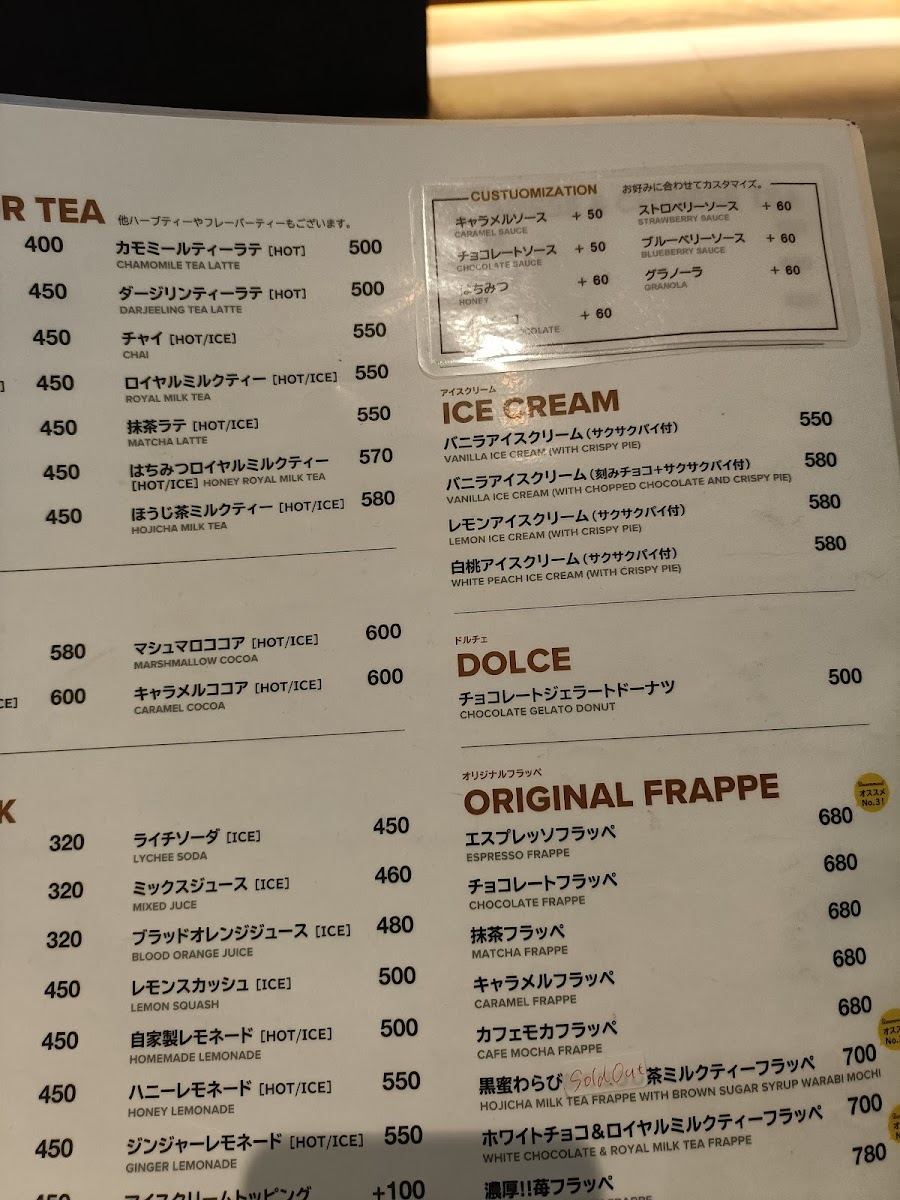 R TEA 他ハーブティーやフレーバーティーもございます。
400
450
450
450
450
450
450
カモミールティーラテ [HOT] 500
CHAMOMILE TEA LATTE
ダージリンティーラテ [HOT] 500
DARJEELING TEA LATTE
チャイ [HOT/ICE] 550
CHAI
ロイヤルミルクティー [HOT/ICE] 550
ROYAL MILK TEA
抹茶ラテ [HOT/ICE] 550
MATCHA LATTE
はちみつロイヤルミルクティー 570
[HOT/ICE] HONEY ROYAL MILK TEA
ほうじ茶ミルクティー [HOT/ICE] 580
HOJICHA MILK TEA
580
CE] 600
マシュマロココア [HOT/ICE] 600
MARSHMALLOW COCOA
キャラメルココア [HOT/ICE] 600
CARAMEL COCOA
K
320
320
320
450
450
450
450
450
ライチソーダ [ICE] 450
LYCHEE SODA
ミックスジュース [ICE] 460
MIXED JUCE
ブラッドオレンジジュース [ICE] 480
BLOOD ORANGE JUICE
レモンスカッシュ [ICE] 500
LEMON SQUASH
自家製レモネード [HOT/ICE] 500
HOMEMADE LEMONADE
ハニーレモネード [HOT/ICE] 550
HONEY LEMONADE
ジンジャーレモネード [HOT/ICE] 550
GINGER LEMONADE
アイスクリームトッピング +100
CUSTUOMIZATION お好みに合わせてカスタマイズ。
キャラメルソース + 50
CARAMEL SAUCE
チョコレートソース + 50
CHOCOLATE SAUCE
はちみつ + 60
HONEY
+ 60
ストロベリーソース + 60
STRAWBERRY SAUCE
ブルーベリーソース + 60
BLUEBERRY SAUCE
グラノーラ + 60
GRANOLA
アイスクリーム
ICE CREAM
バニラアイスクリーム(サクサクパイ付) 550
VANILLA ICE CREAM (WITH CRISPY PIE)
バニラアイスクリーム(刻みチョコ+サクサクパイ付) 580
VANILLA ICE CREAM (WITH CHOPPED CHOCOLATE AND CRISPY PIE)
レモンアイスクリーム(サクサクパイ付) 580
LEMON ICE CREAM (WITH CRISPY PIE)
白桃アイスクリーム(サクサクパイ付) 580
WHITE PEACH ICE CREAM (WITH CRISPY PIE)
ドルチェ
DOLCE
チョコレートジェラートドーナツ 500
CHOCOLATE GELATO DONUT
オリジナルフラッペ
ORIGINAL FRAPPE
オススメ
No.3!
エスプレッソフラッペ 680
ESPRESSO FRAPPE
チョコレートフラッペ 680
CHOCOLATE FRAPPE
抹茶フラッペ 680
MATCHA FRAPPE
キャラメルフラッペ 680
CARAMEL FRAPPE
カフェモカフラッペ 680
CAFE MOCHA FRAPPE
黒蜜わらび Sold Out 茶ミルクティーフラッペ 700
HOJICHA MILK TEA FRAPPE WITH BROWN SUGAR SYRUP WARABI MOCHI
ホワイトチョコ&ロイヤルミルクティーフラッペ 700
WHITE CHOCOLATE & ROYAL MILK TEA FRAPPE
濃厚!!苺フラッペ 780